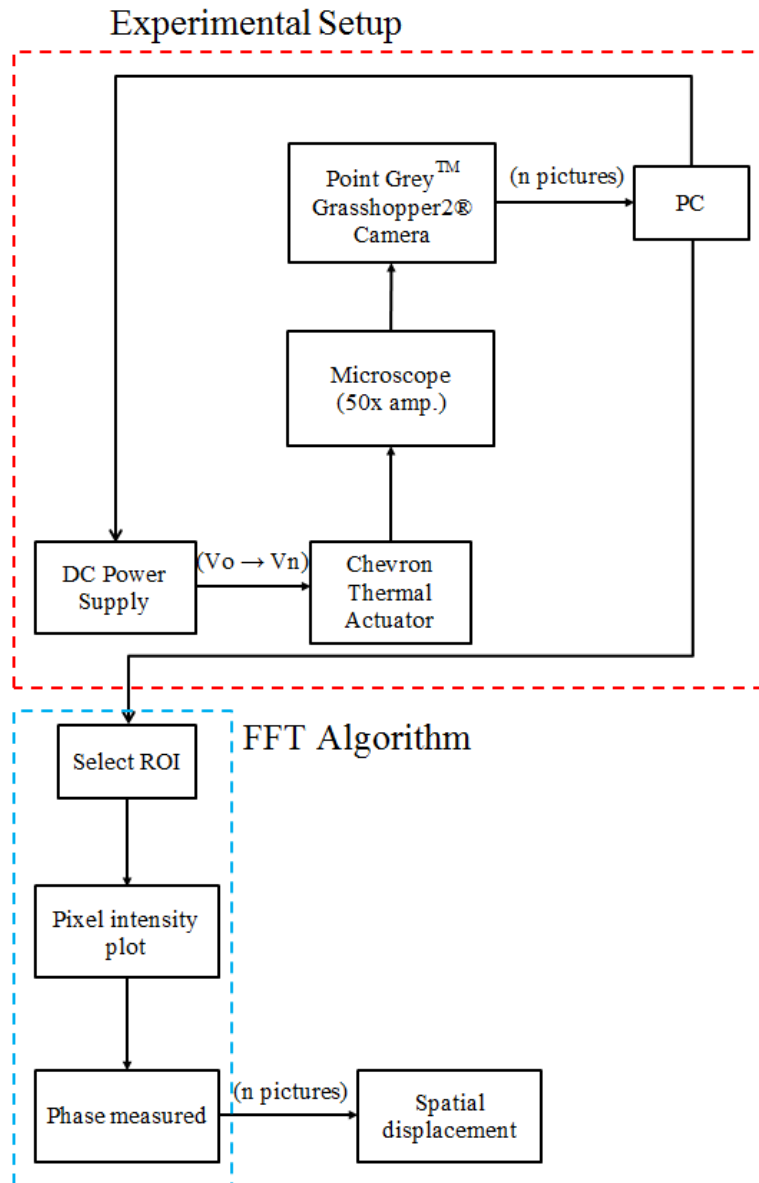 Experimental Setup
Point Grey™
Grasshopper2®
Camera
(n pictures)
PC
Microscope
(50x amp.)
DC Power
Supply
(Vo → Vn)
Chevron
Thermal
Actuator
FFT Algorithm
Select ROI
Pixel intensity
plot
Phase measured
(n pictures)
Spatial
displacement